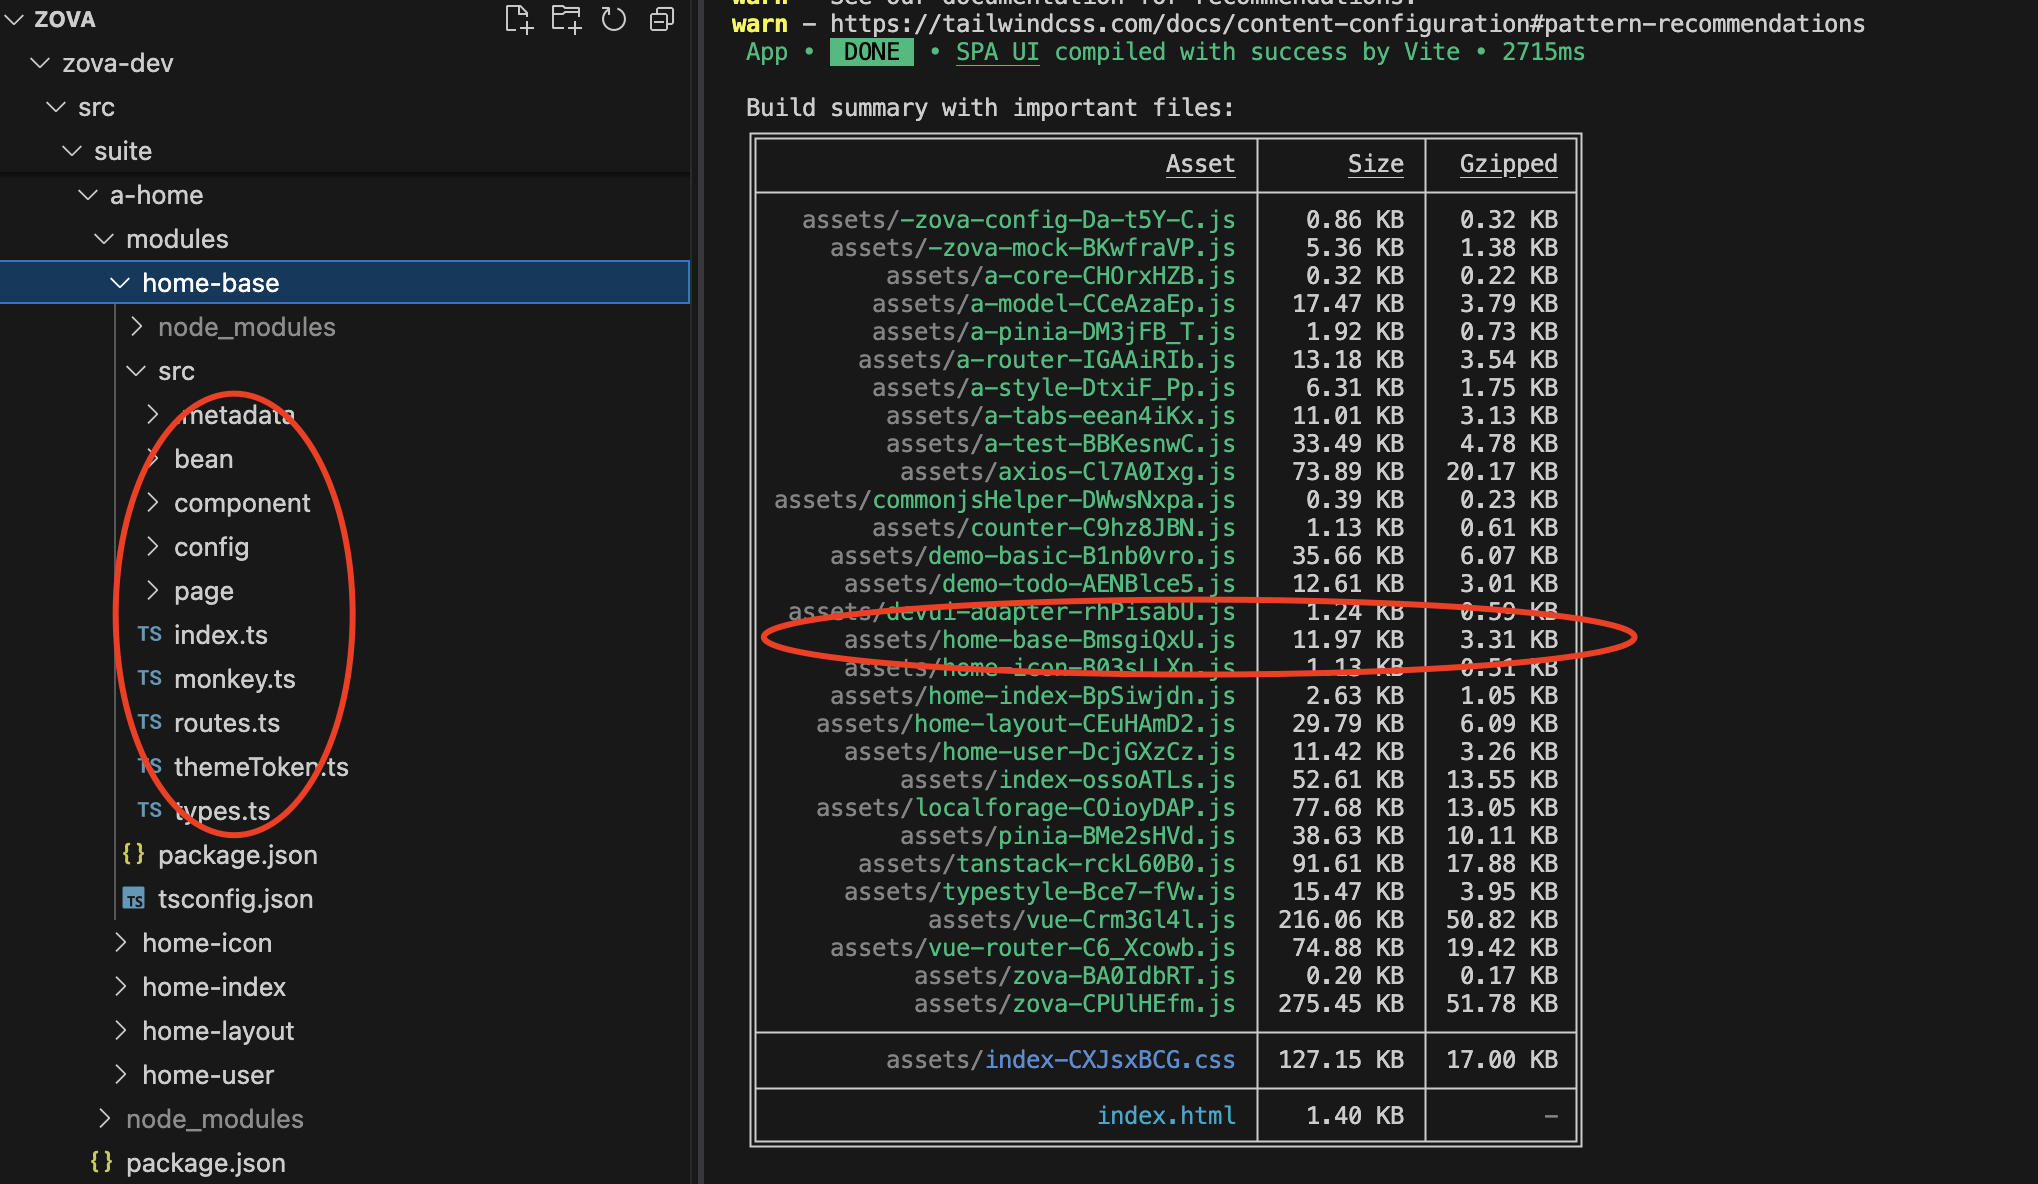 ZOVA
zova-dev
src
suite
a-home
modules
home-base
node_modules
src
.metadata
bean
component
config
page
TS index.ts
TS monkey.ts
TS routes.ts
TS themeToken.ts
TS types.ts
{} package.json
TS tsconfig.json
home-icon
home-index
home-layout
home-user
node_modules
{} package.json
warn - See our documentation for recommendations:
warn - https://tailwindcss.com/docs/content-configuration#pattern-recommendations
App • DONE • SPA UI compiled with success by Vite • 2715ms
Build summary with important files:
Asset Size Gzipped
assets/-zova-config-Da-t5Y-C.js 0.86 KB 0.32 KB
assets/-zova-mock-BKwfraVP.js 5.36 KB 1.38 KB
assets/a-core-CHOrxHZB.js 0.32 KB 0.22 KB
assets/a-model-CCeAzaEp.js 17.47 KB 3.79 KB
assets/a-pinia-DM3jFB_T.js 1.92 KB 0.73 KB
assets/a-router-IGAAiRIb.js 13.18 KB 3.54 KB
assets/a-style-DtxiF_Pp.js 6.31 KB 1.75 KB
assets/a-tabs-eean4iKx.js 11.01 KB 3.13 KB
assets/a-test-BBKesnwC.js 33.49 KB 4.78 KB
assets/axios-Cl7A0Ixg.js 73.89 KB 20.17 KB
assets/commonjsHelper-DWwsNxpa.js 0.39 KB 0.23 KB
assets/counter-C9hz8JBN.js 1.13 KB 0.61 KB
assets/demo-basic-B1nb0vro.js 35.66 KB 6.07 KB
assets/demo-todo-AENBlce5.js 12.61 KB 3.01 KB
assets/devui-adapter-rhPisabU.js 1.24 KB 0.59 KB
assets/home-base-BmsgiQxU.js 11.97 KB 3.31 KB
assets/home-icon-B03sLLXn.js 1.13 KB 0.51 KB
assets/home-index-BpSiwjdn.js 2.63 KB 1.05 KB
assets/home-layout-CEuHAmD2.js 29.79 KB 6.09 KB
assets/home-user-DcjGXzCz.js 11.42 KB 3.26 KB
assets/index-ossoATLs.js 52.61 KB 13.55 KB
assets/localforage-COioyDAP.js 77.68 KB 13.05 KB
assets/pinia-BMe2sHVd.js 38.63 KB 10.11 KB
assets/tanstack-rckL60B0.js 91.61 KB 17.88 KB
assets/typestyle-Bce7-fVw.js 15.47 KB 3.95 KB
assets/vue-Crm3Gl4l.js 216.06 KB 50.82 KB
assets/vue-router-C6_Xcowb.js 74.88 KB 19.42 KB
assets/zova-BA0IdbRT.js 0.20 KB 0.17 KB
assets/zova-CPUlHEfm.js 275.45 KB 51.78 KB
assets/index-CXJsxBCG.css 127.15 KB 17.00 KB
index.html 1.40 KB -